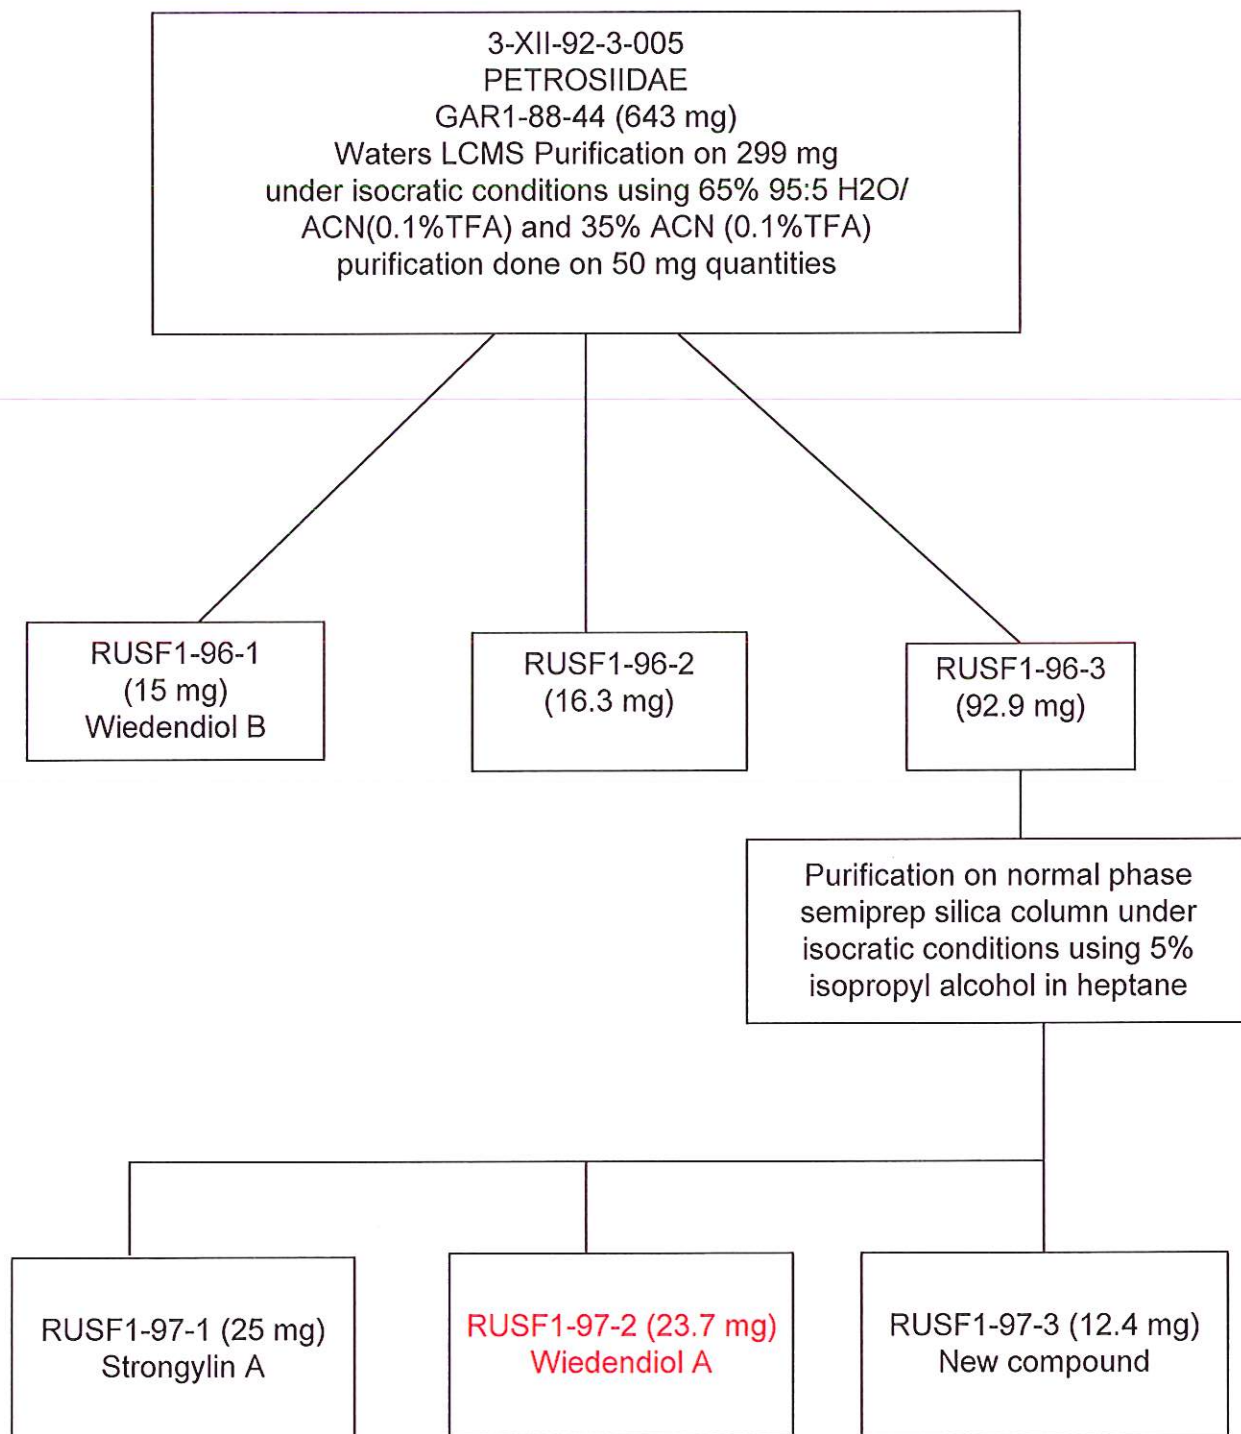 3-XII-92-3-005
PETROSIIDAE
GAR1-88-44 (643 mg)
Waters LCMS Purification on 299 mg
under isocratic conditions using 65% 95:5 H2O/
ACN(0.1%TFA) and 35% ACN (0.1%TFA)
purification done on 50 mg quantities
RUSF1-96-1
(15 mg)
Wiedendiol B
RUSF1-96-2
(16.3 mg)
RUSF1-96-3
(92.9 mg)
Purification on normal phase
semiprep silica column under
isocratic conditions using 5%
isopropyl alcohol in heptane
RUSF1-97-1 (25 mg)
Strongylin A
RUSF1-97-2 (23.7 mg)
Wiedendiol A
RUSF1-97-3 (12.4 mg)
New compound